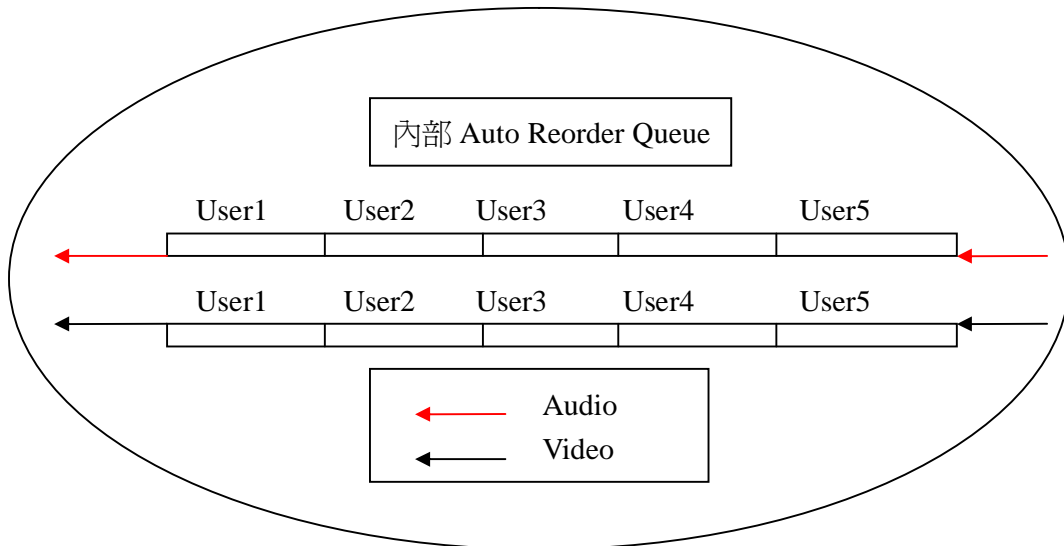 內部 Auto Reorder Queue
User1 User2 User3 User4 User5
User1 User2 User3 User4 User5
Audio
Video